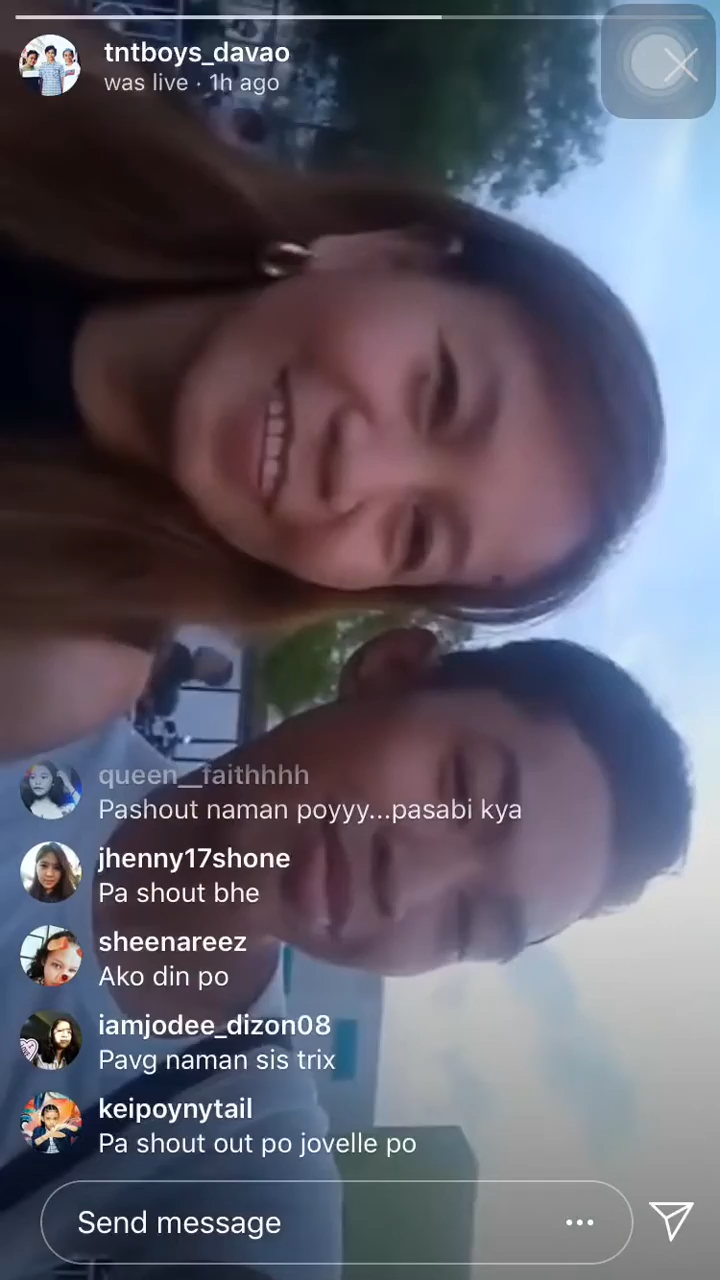 tntboys_davao
was live · 1h ago
queen__faithhhh
Pashout naman poyyy...pasabi kya
jhenny17shone
Pa shout bhe
sheenareez
Ako din po
iamjodee_dizon08
Pavg naman sis trix
keipoynytail
Pa shout out po jovelle po
Send message